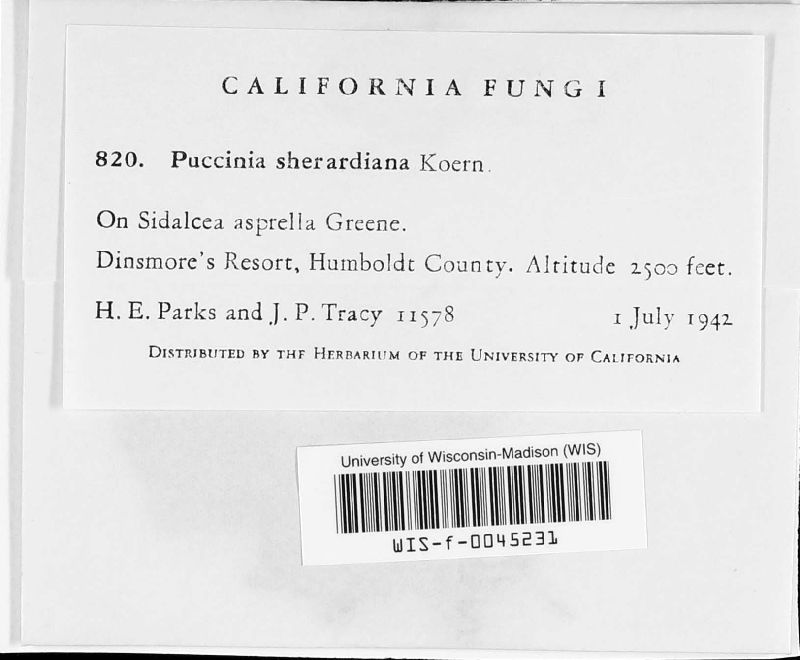 CALIFORNIA FUNGI
820. Puccinia sherardiana Koern.
On Sidalcea asprella Greene.
Dinsmore's Resort, Humboldt County. Altitude 2500 feet.
H. E. Parks and J. P. Tracy 11578 1 July 1942
DISTRIBUTED BY THE HERBARIUM OF THE UNIVERSITY OF CALIFORNIA
University of Wisconsin-Madison (WIS)
WIS-f-0045231